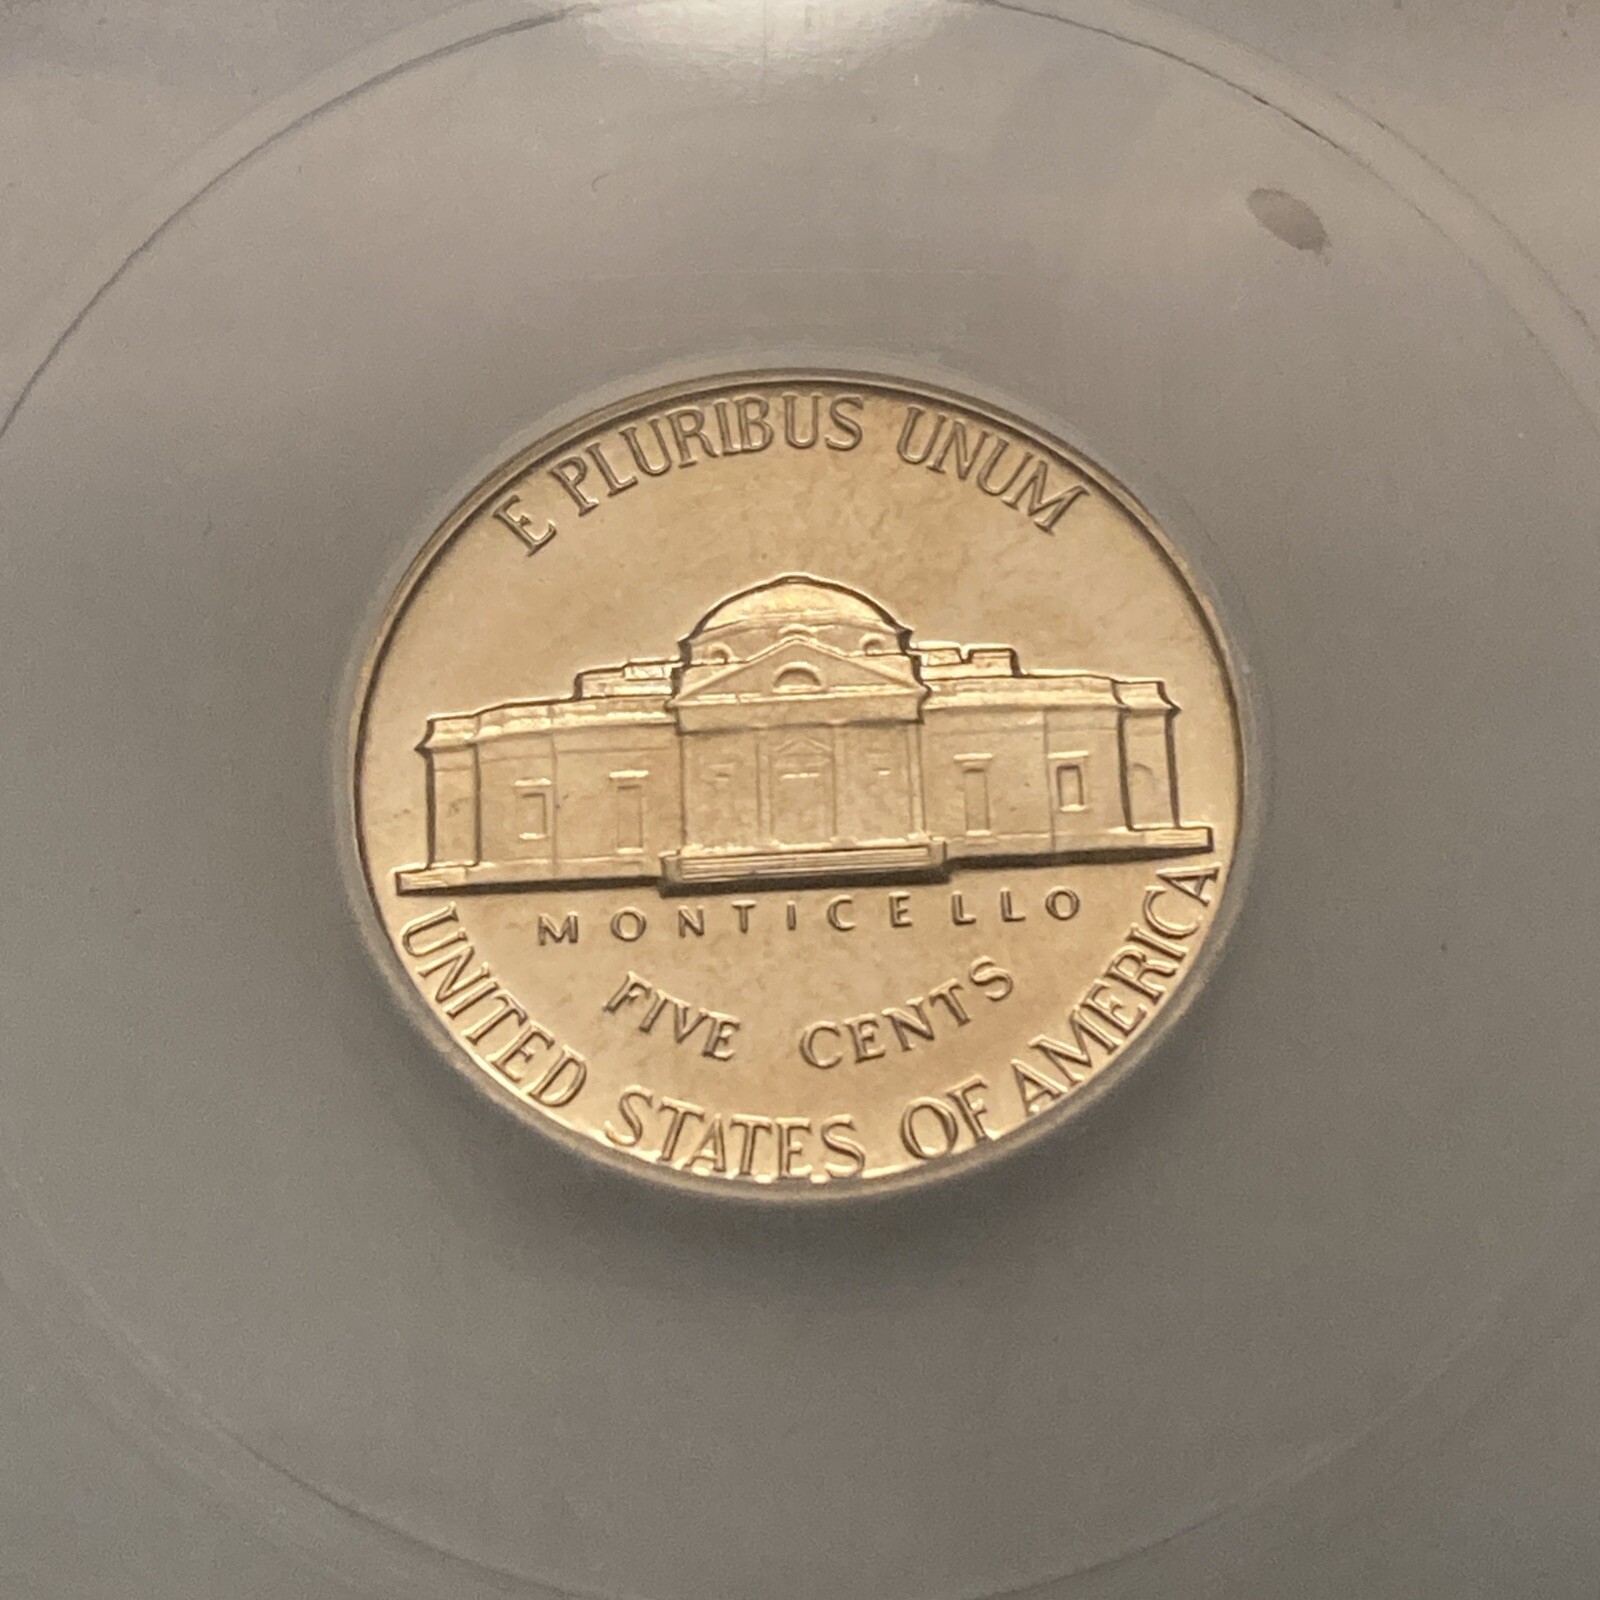 E PLURIBUS UNUM
MONTICELLO
FIVE CENTS
UNITED STATES OF AMERICA